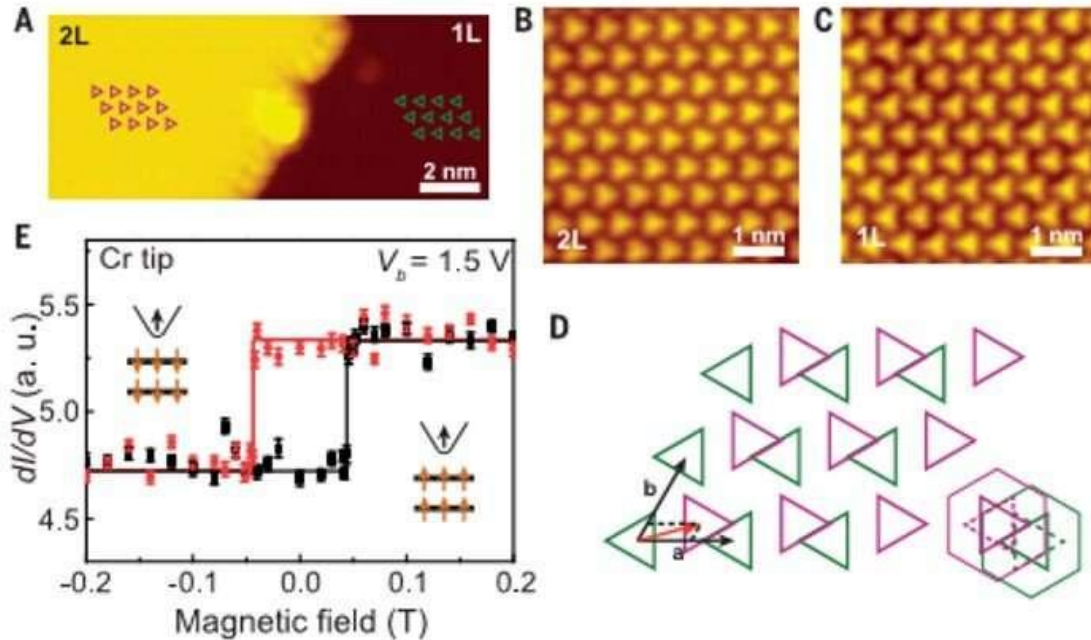 A
2L
1L
2 nm
B
2L
1 nm
C
1L
1 nm
E
Cr tip
V_b = 1.5 V
dI/dV (a. u.)
5.5
5.0
4.5
-0.2
-0.1
0.0
0.1
0.2
Magnetic field (T)
D
b
a